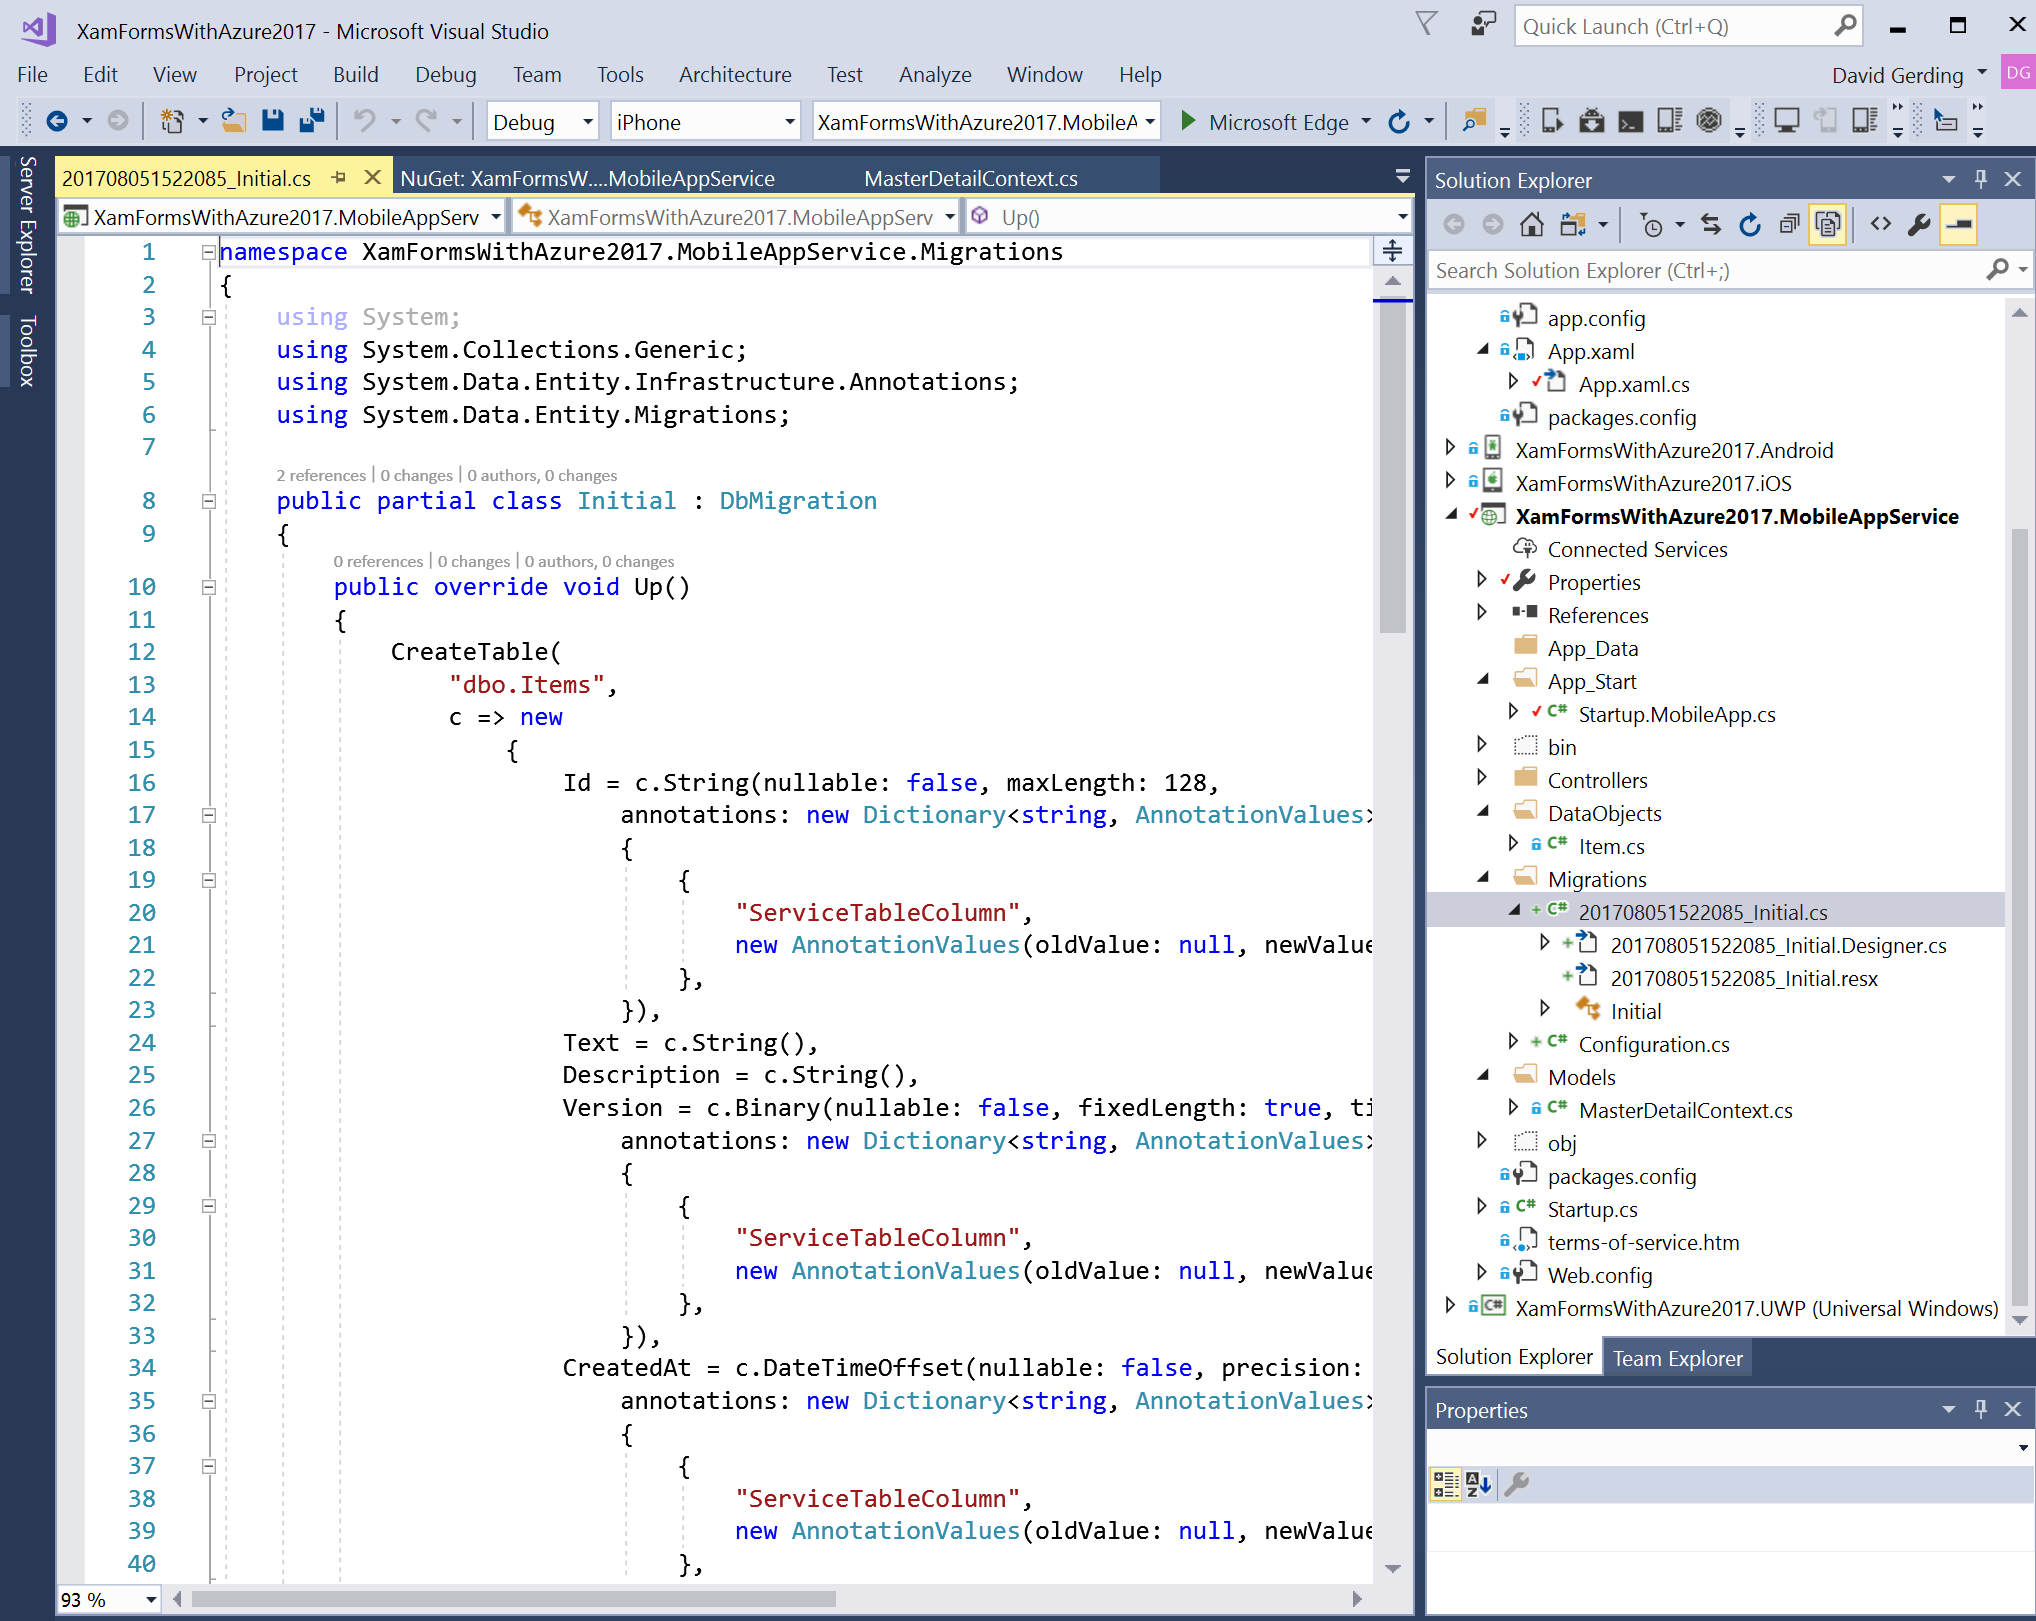 XamFormsWithAzure2017 - Microsoft Visual Studio
Quick Launch (Ctrl+Q)
File Edit View Project Build Debug Team Tools Architecture Test Analyze Window Help
David Gerding DG
Debug iPhone XamFormsWithAzure2017.MobileA Microsoft Edge
Server Explorer
Toolbox
201708051522085_Initial.cs NuGet: XamFormsW....MobileAppService MasterDetailContext.cs
XamFormsWithAzure2017.MobileAppServ XamFormsWithAzure2017.MobileAppServ Up()
1 namespace XamFormsWithAzure2017.MobileAppService.Migrations
2 {
3 using System;
4 using System.Collections.Generic;
5 using System.Data.Entity.Infrastructure.Annotations;
6 using System.Data.Entity.Migrations;
7
2 references | 0 changes | 0 authors, 0 changes
8 public partial class Initial : DbMigration
9 {
0 references | 0 changes | 0 authors, 0 changes
10 public override void Up()
11 {
12 CreateTable(
13 "dbo.Items",
14 c => new
15 {
16 Id = c.String(nullable: false, maxLength: 128,
17 annotations: new Dictionary<string, AnnotationValues>
18 {
19 {
20 "ServiceTableColumn",
21 new AnnotationValues(oldValue: null, newValue
22 },
23 }),
24 Text = c.String(),
25 Description = c.String(),
26 Version = c.Binary(nullable: false, fixedLength: true, ti
27 annotations: new Dictionary<string, AnnotationValues>
28 {
29 {
30 "ServiceTableColumn",
31 new AnnotationValues(oldValue: null, newValue
32 },
33 }),
34 CreatedAt = c.DateTimeOffset(nullable: false, precision:
35 annotations: new Dictionary<string, AnnotationValues>
36 {
37 {
38 "ServiceTableColumn",
39 new AnnotationValues(oldValue: null, newValue
40 },
93 %
Solution Explorer
Search Solution Explorer (Ctrl+;)
app.config
App.xaml
App.xaml.cs
packages.config
XamFormsWithAzure2017.Android
XamFormsWithAzure2017.iOS
XamFormsWithAzure2017.MobileAppService
Connected Services
Properties
References
App_Data
App_Start
C# Startup.MobileApp.cs
bin
Controllers
DataObjects
C# Item.cs
Migrations
C# 201708051522085_Initial.cs
201708051522085_Initial.Designer.cs
201708051522085_Initial.resx
Initial
C# Configuration.cs
Models
C# MasterDetailContext.cs
obj
packages.config
C# Startup.cs
terms-of-service.htm
Web.config
C# XamFormsWithAzure2017.UWP (Universal Windows)
Solution Explorer Team Explorer
Properties